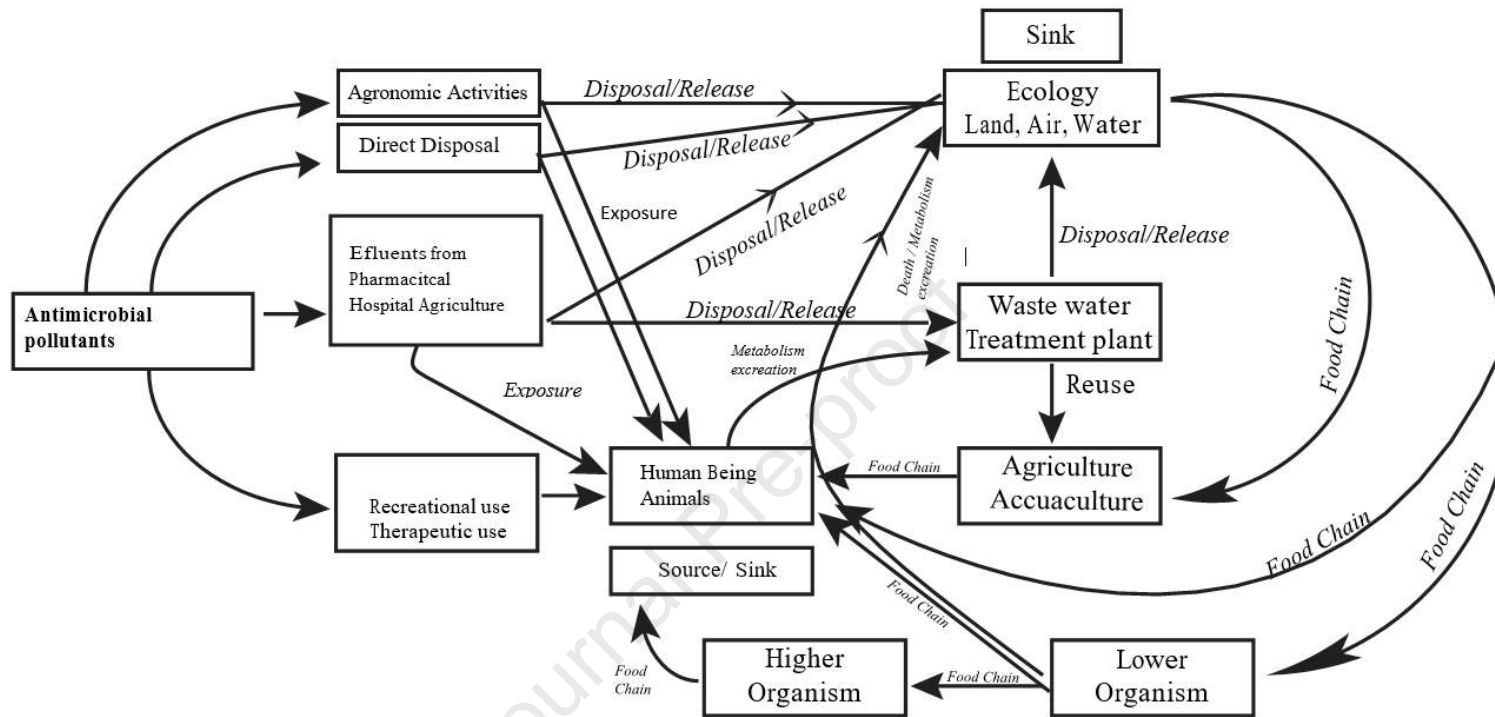 Sink
Agronomic Activities
Disposal/Release
Ecology
Land, Air, Water
Direct Disposal
Disposal/Release
Exposure
Disposal/Release
Death / Metabolism
excreation
Disposal/Release
Efluents from
Pharmacitcal
Hospital Agriculture
Antimicrobial
pollutants
Disposal/Release
Waste water
Treatment plant
Food Chain
Metabolism
excreation
Exposure
Reuse
Recreational use
Therapeutic use
Human Being
Animals
Food Chain
Agriculture
Accuaculture
Food Chain
Food Chain
Source/ Sink
Food Chain
Food
Chain
Higher
Organism
Food Chain
Lower
Organism
Journal Pre-proof